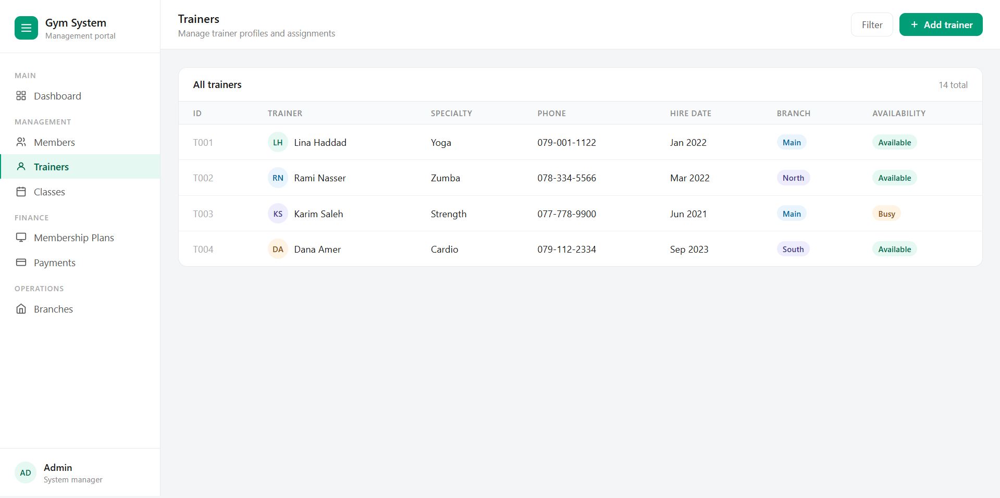 Gym System
Management portal
MAIN
Dashboard
MANAGEMENT
Members
Trainers
Classes
FINANCE
Membership Plans
Payments
OPERATIONS
Branches
AD
Admin
System manager
Trainers
Manage trainer profiles and assignments
Filter
+ Add trainer
All trainers
14 total
ID TRAINER SPECIALTY PHONE HIRE DATE BRANCH AVAILABILITY
T001 LH Lina Haddad Yoga 079-001-1122 Jan 2022 Main Available
T002 RN Rami Nasser Zumba 078-334-5566 Mar 2022 North Available
T003 KS Karim Saleh Strength 077-778-9900 Jun 2021 Main Busy
T004 DA Dana Amer Cardio 079-112-2334 Sep 2023 South Available